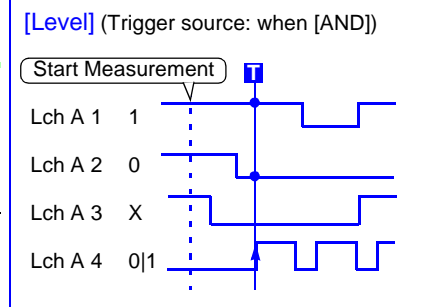 [Level] (Trigger source: when [AND])
Start Measurement
T
Lch A 1 1
Lch A 2 0
Lch A 3 X
Lch A 4 0|1